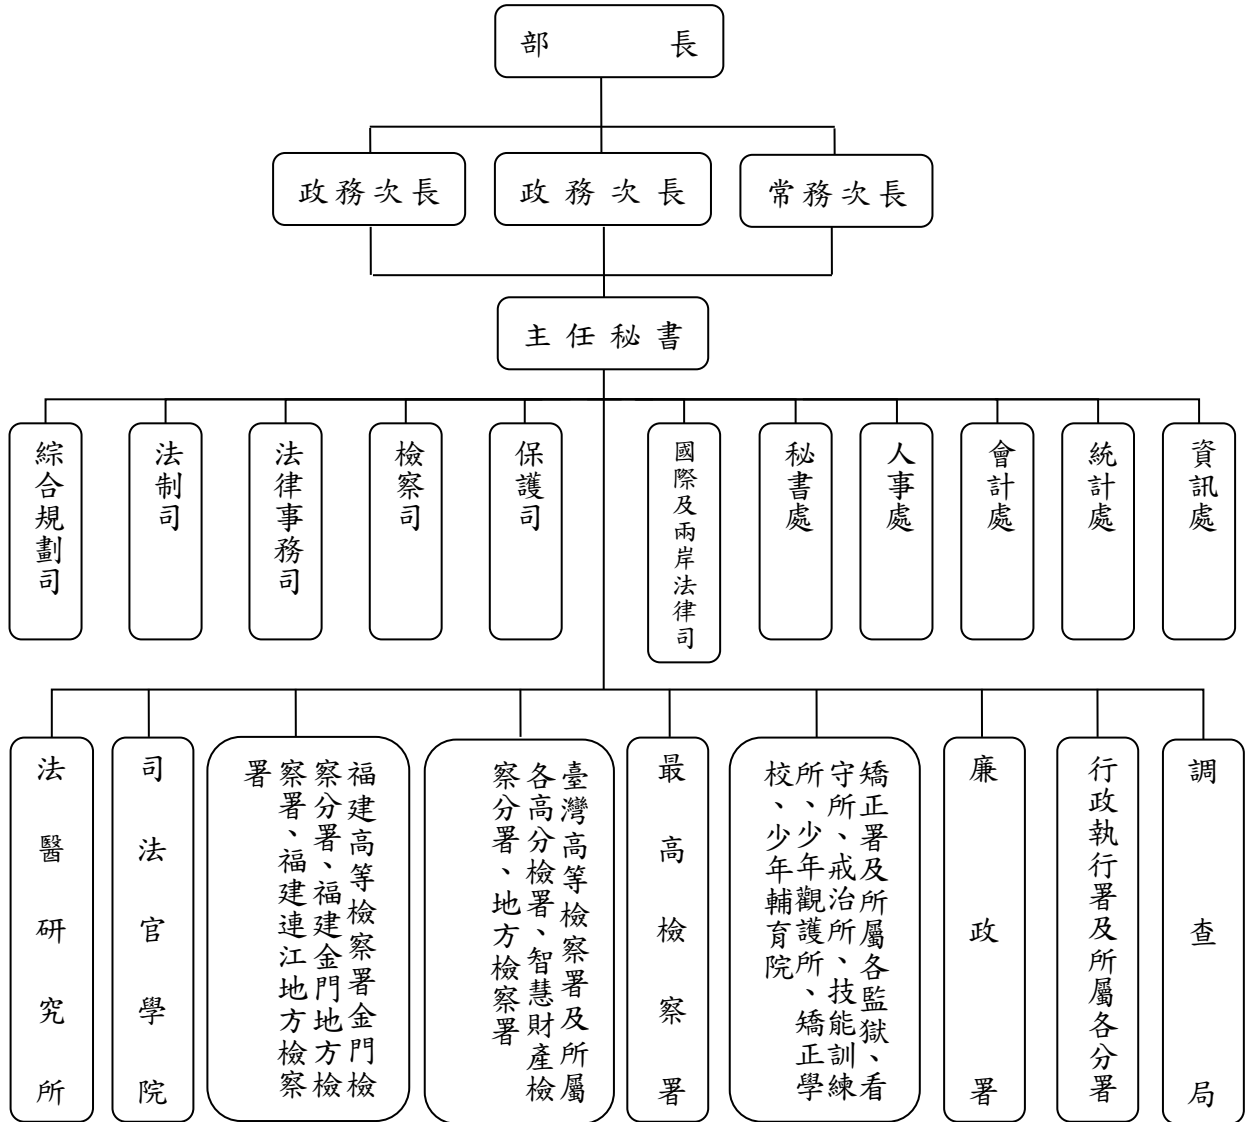 部長
政務次長
政務次長
常務次長
主任秘書
綜合規劃司
法制司
法律事務司
檢察司
保護司
國際及兩岸法律司
秘書處
人事處
會計處
統計處
資訊處
法醫研究所
司法官學院
福建高等檢察署金門檢
察分署、福建金門地方檢
察署、福建連江地方檢察
署
臺灣高等檢察署及所屬
各高分檢署、智慧財產檢
察分署、地方檢察署
最高檢察署
矯正署及所屬各監獄、看
守所、戒治所、技能訓練
所、少年觀護所、矯正學
校、少年輔育院
廉政署
行政執行署及所屬各分署
調查局